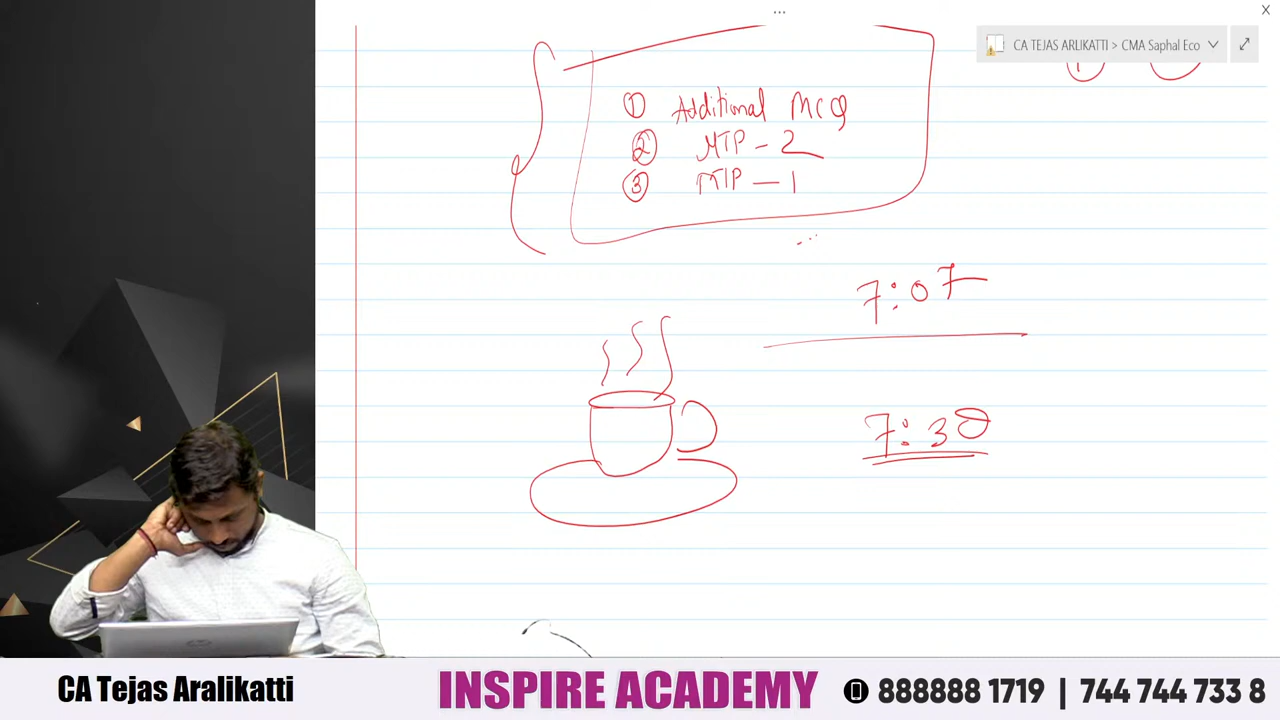 ...
X
CA TEJAS ARLIKATTI > CMA Saphal Eco
① Additional MCQ
② MTP - 2
③ MTP — 1
7:07
7:30
CA Tejas Aralikatti
INSPIRE ACADEMY
888888 1719 | 744 744 733 8